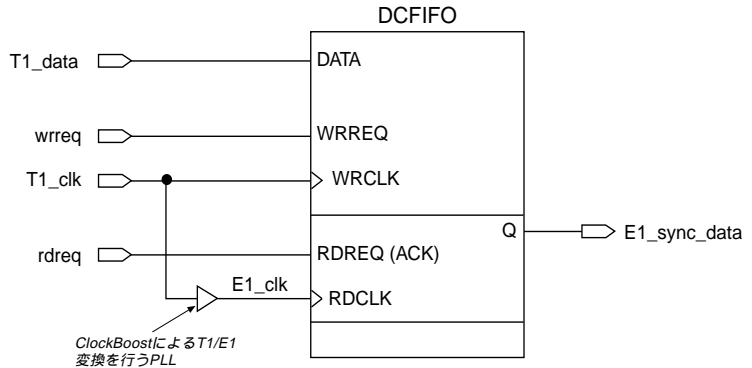 DCFIFO
T1_data
DATA
wrreq
WRREQ
T1_clk
WRCLK
Q
E1_sync_data
rdreq
RDREQ (ACK)
E1_clk
RDCLK
ClockBoostによるT1/E1
変換を行うPLL